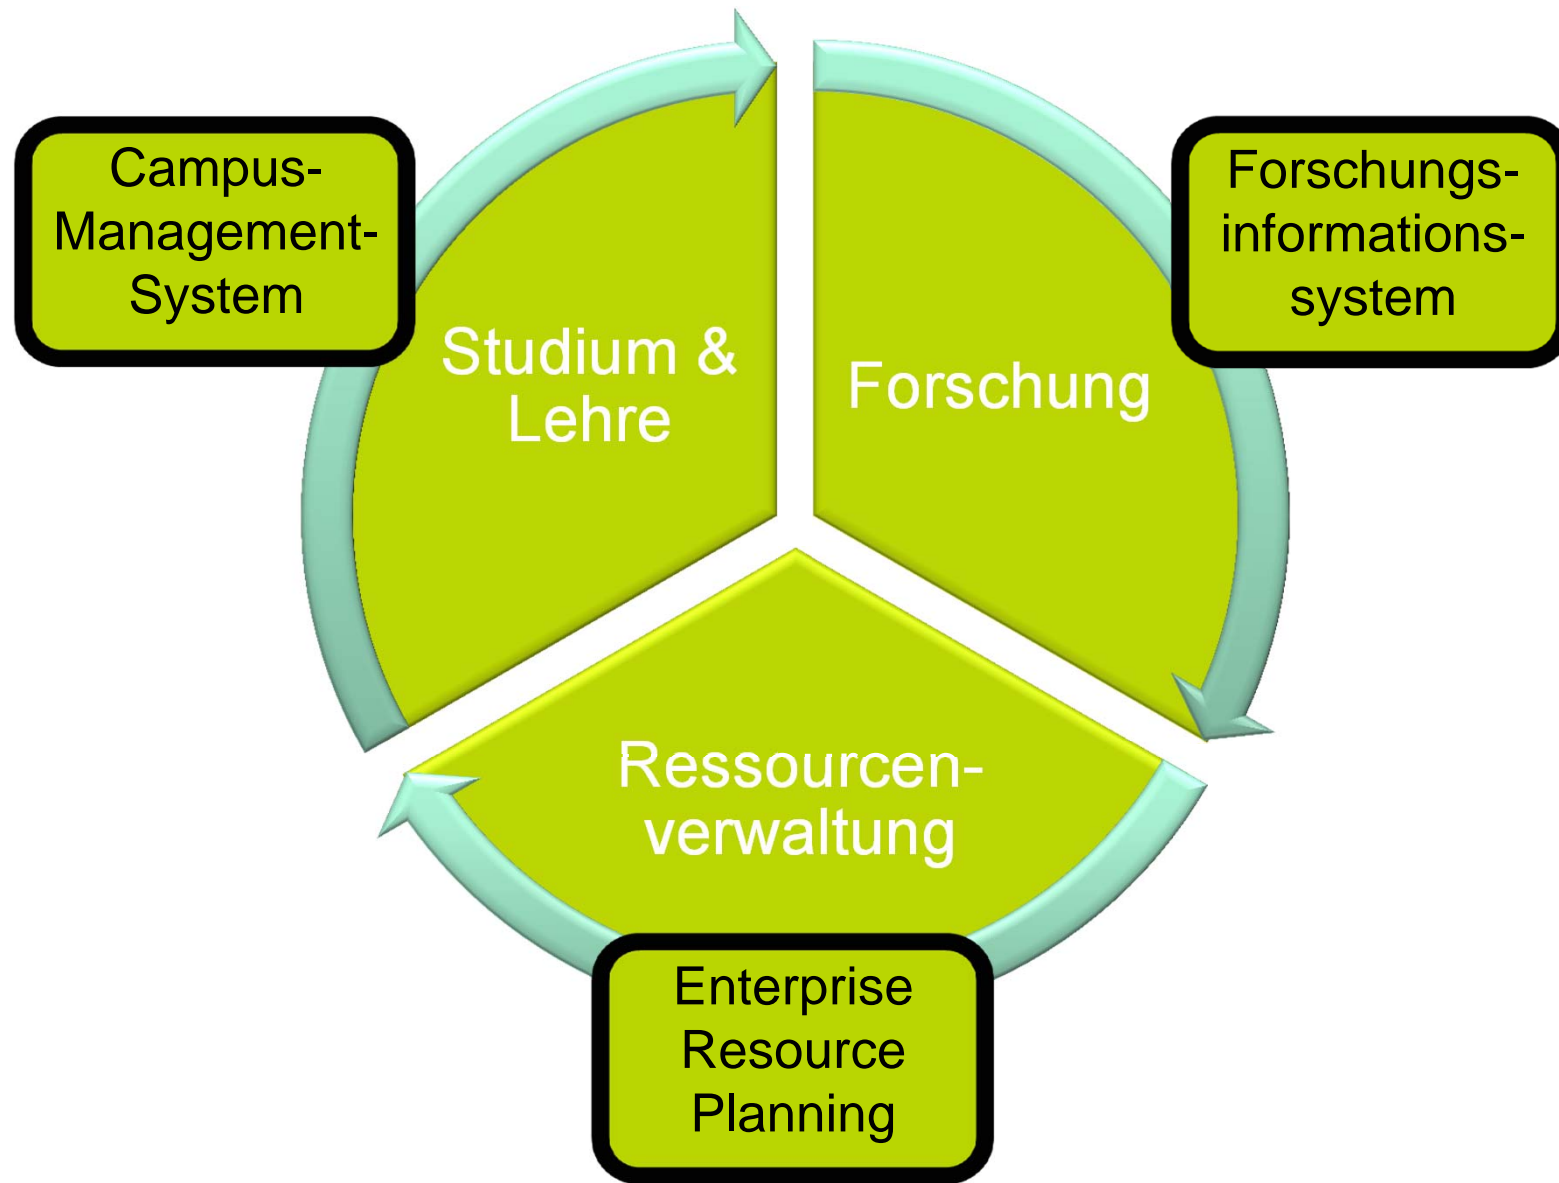 Campus-
Management-
System
Forschungs-
informations-
system
Studium &
Lehre
Forschung
Ressourcen-
verwaltung
Enterprise
Resource
Planning